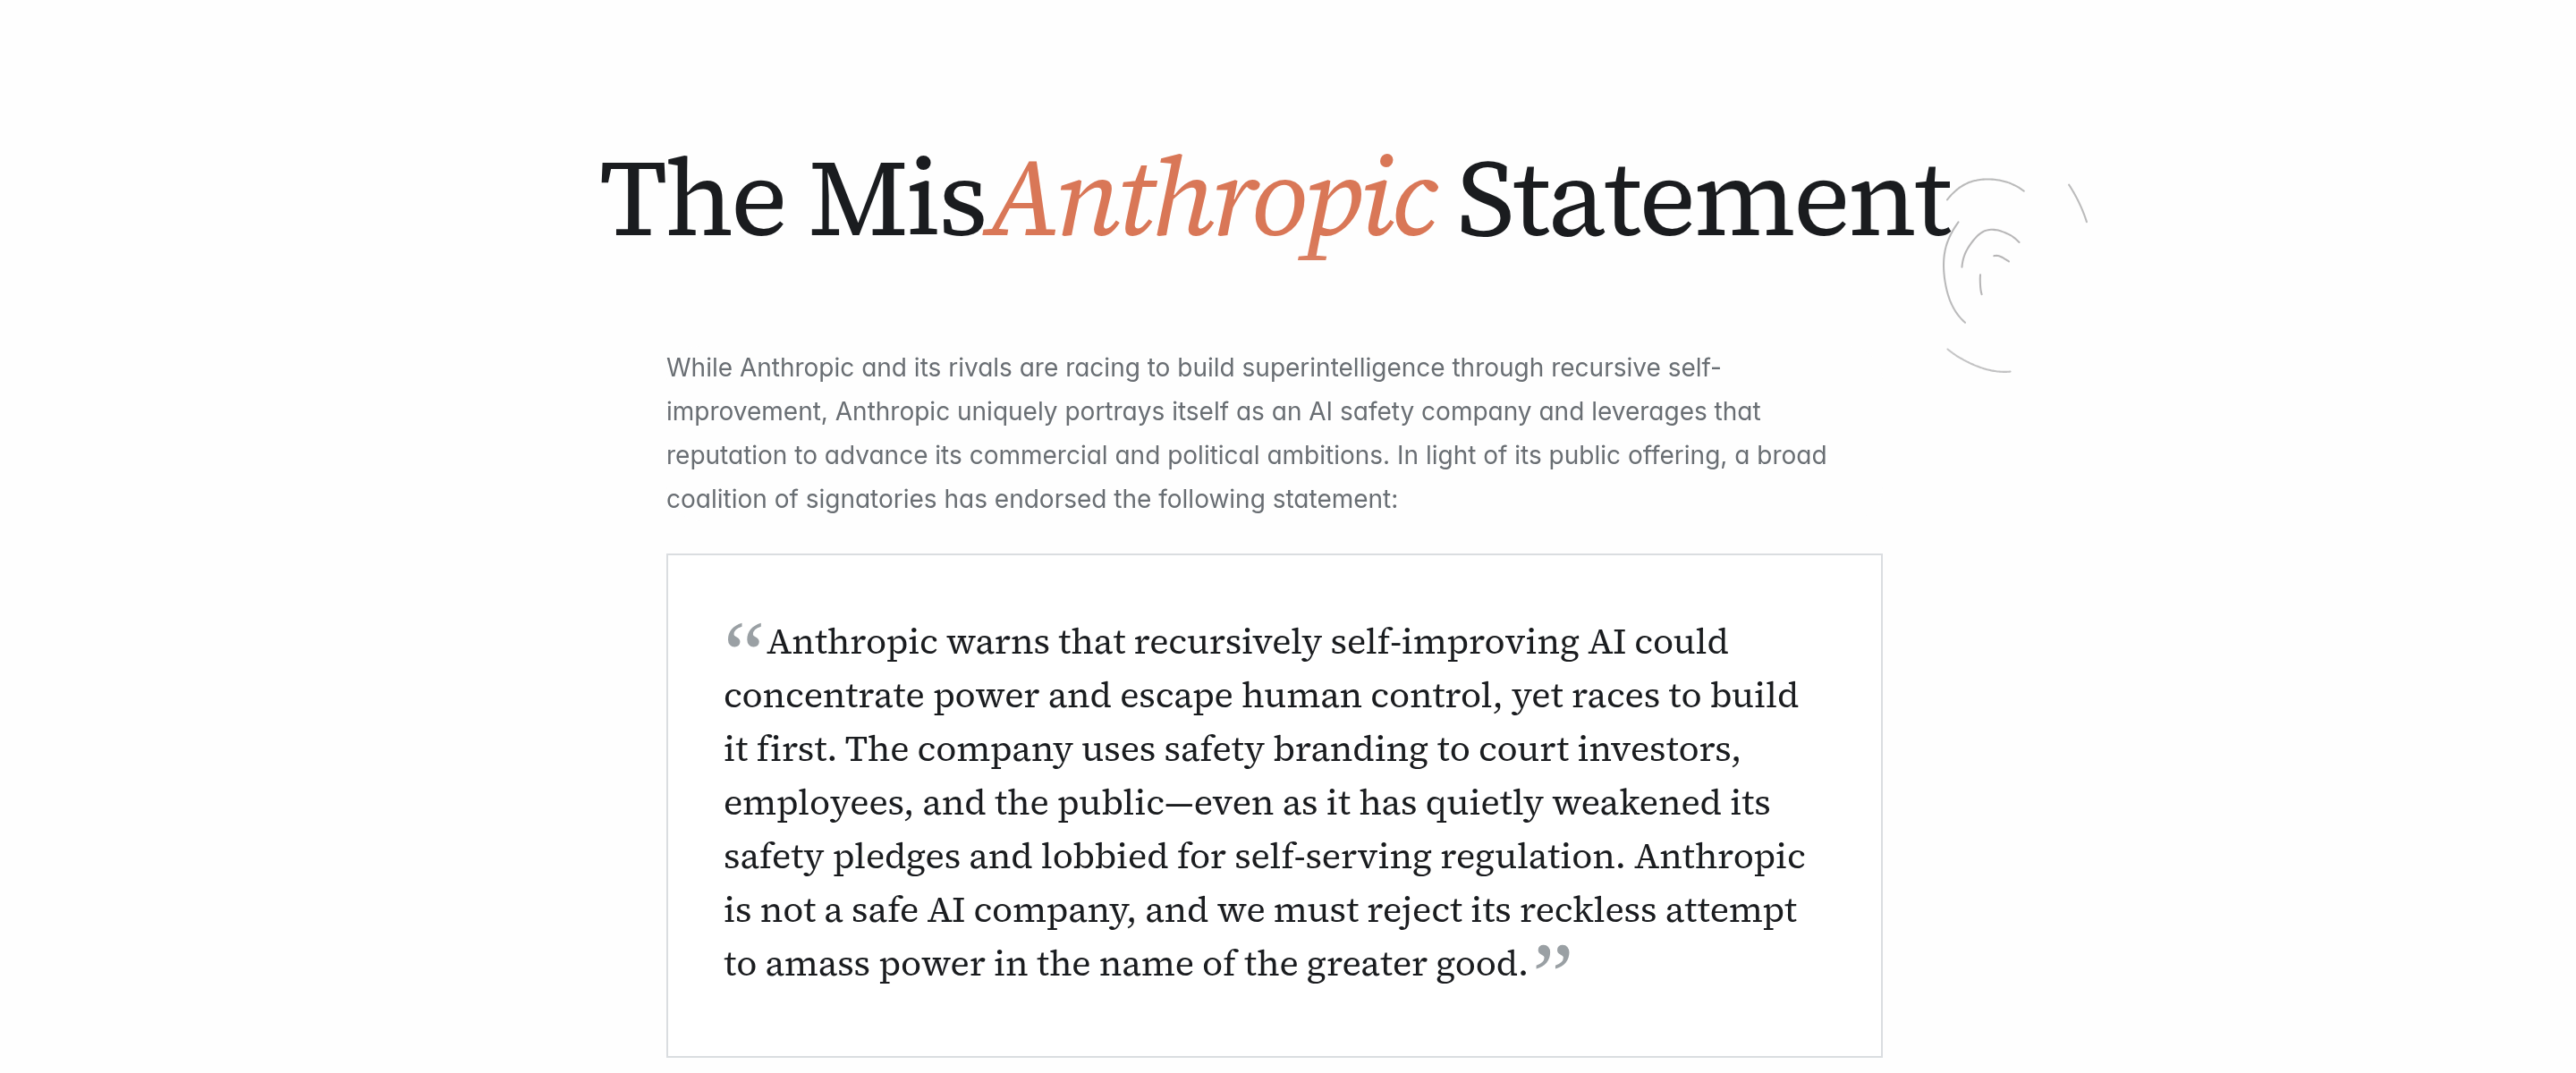 The MisAnthropic Statement
While Anthropic and its rivals are racing to build superintelligence through recursive self-
improvement, Anthropic uniquely portrays itself as an AI safety company and leverages that
reputation to advance its commercial and political ambitions. In light of its public offering, a broad
coalition of signatories has endorsed the following statement:
“Anthropic warns that recursively self-improving AI could
concentrate power and escape human control, yet races to build
it first. The company uses safety branding to court investors,
employees, and the public—even as it has quietly weakened its
safety pledges and lobbied for self-serving regulation. Anthropic
is not a safe AI company, and we must reject its reckless attempt
to amass power in the name of the greater good.”